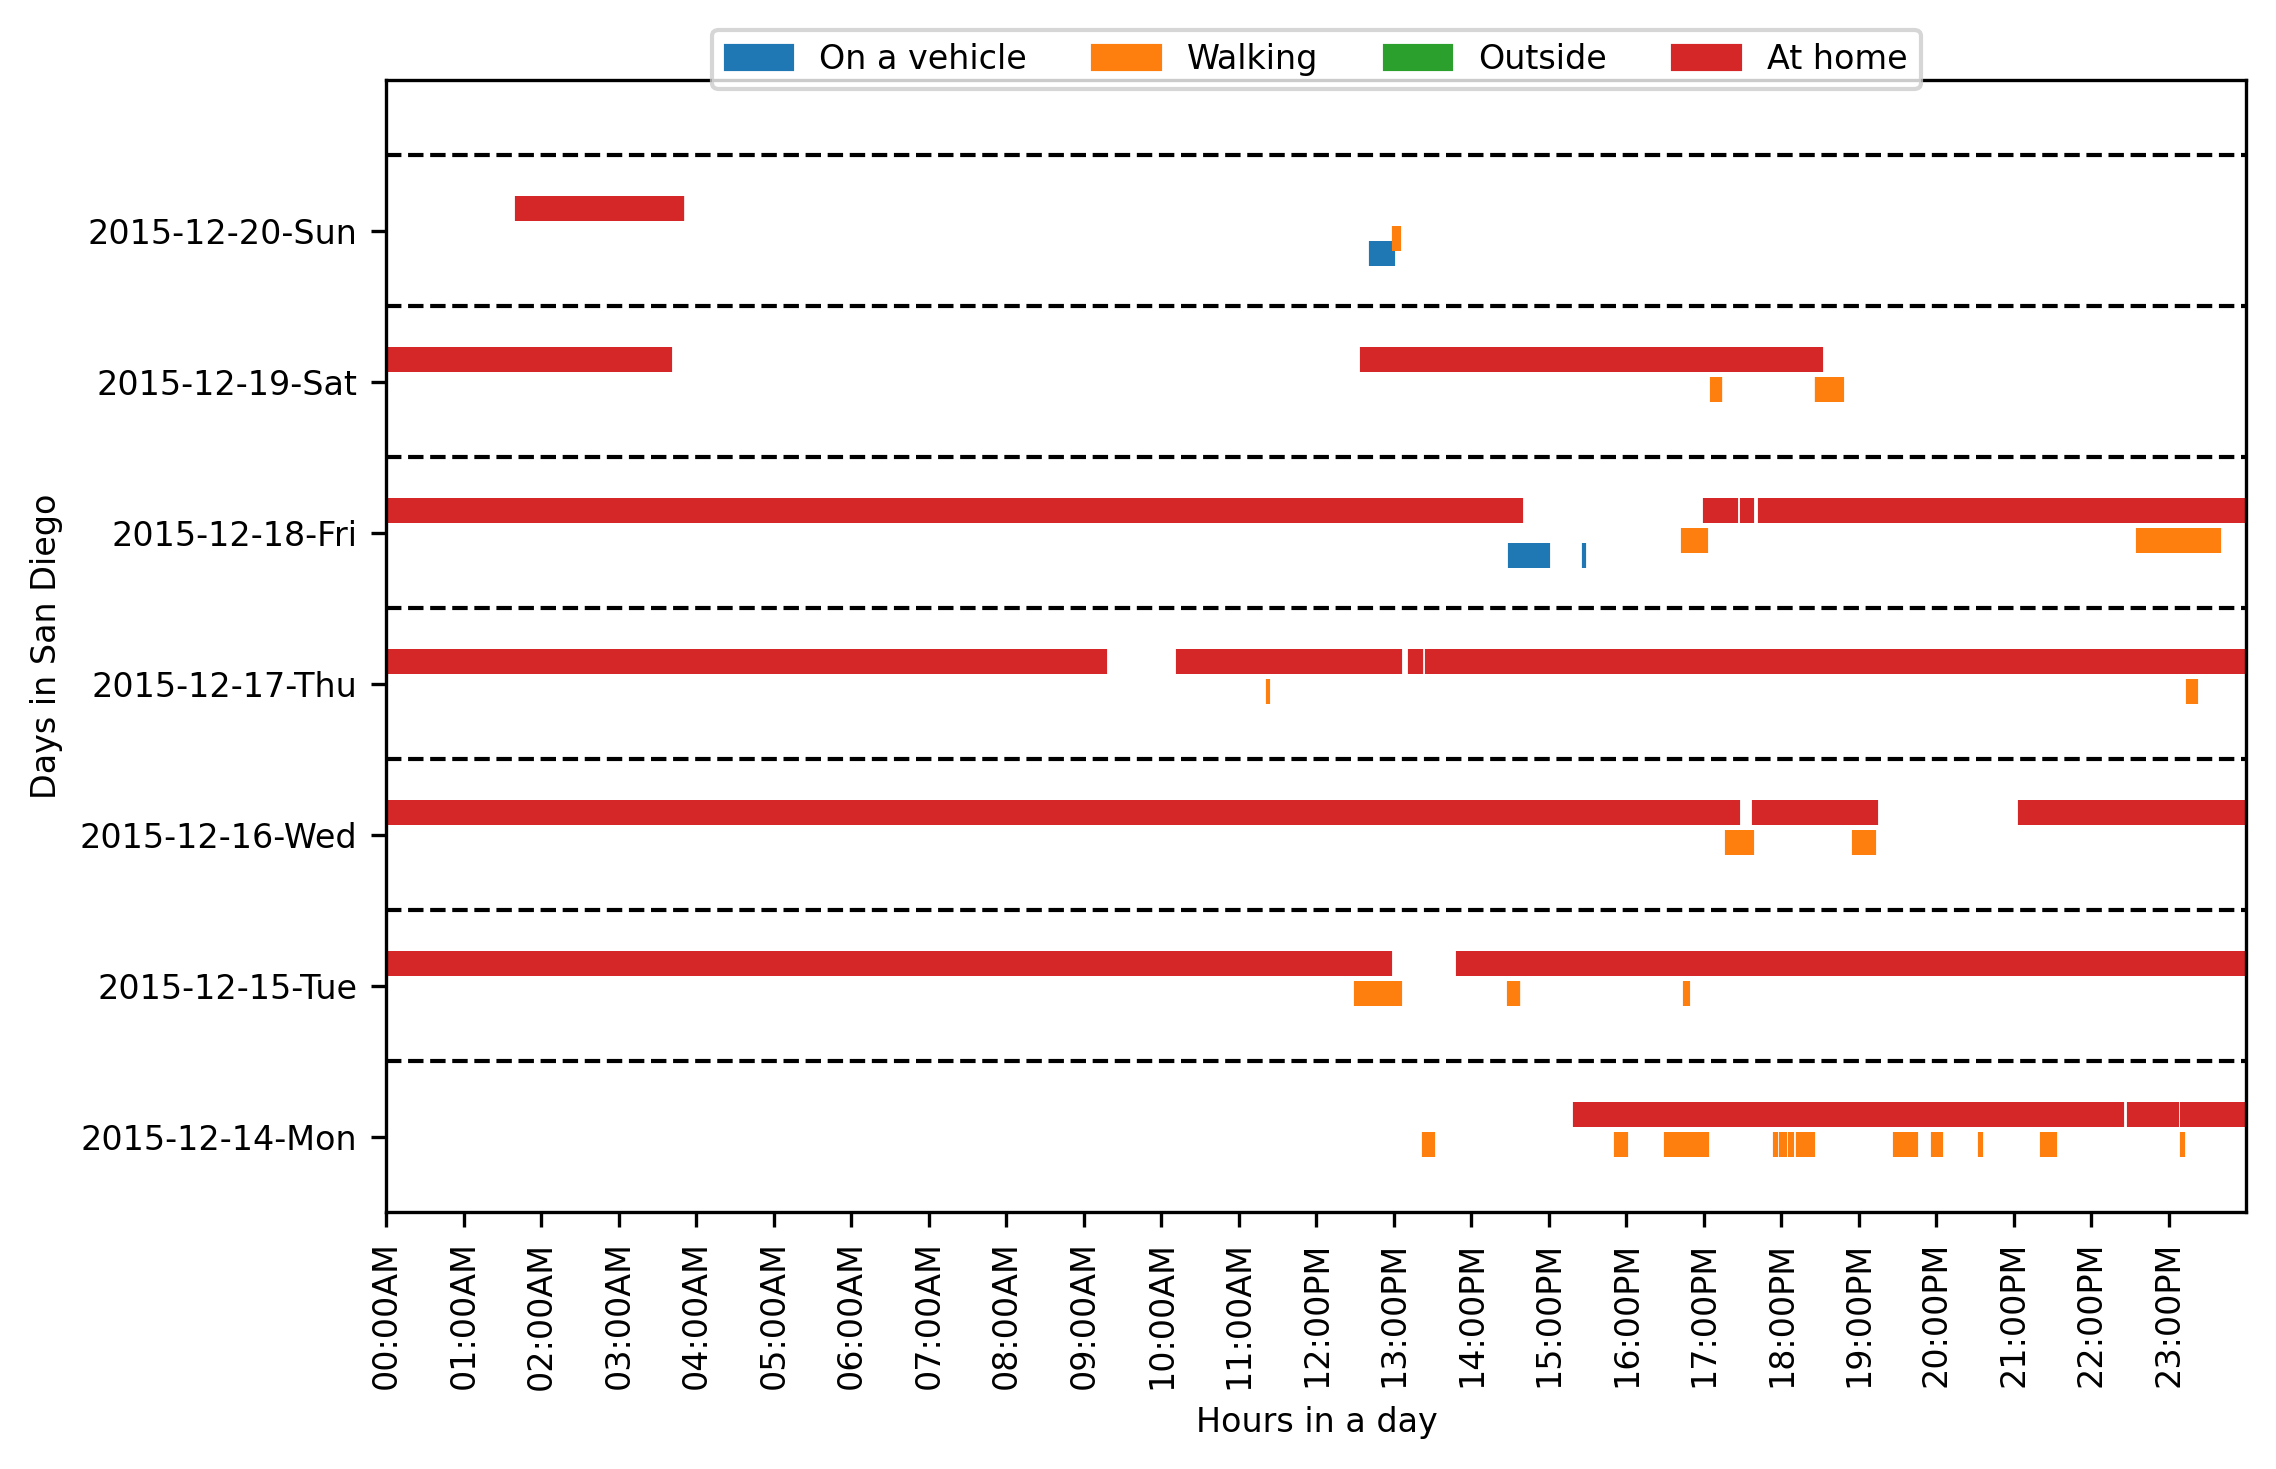 On a vehicle Walking Outside At home
Days in San Diego
2015-12-20-Sun
2015-12-19-Sat
2015-12-18-Fri
2015-12-17-Thu
2015-12-16-Wed
2015-12-15-Tue
2015-12-14-Mon
00:00AM
01:00AM
02:00AM
03:00AM
04:00AM
05:00AM
06:00AM
07:00AM
08:00AM
09:00AM
10:00AM
11:00AM
12:00PM
13:00PM
14:00PM
15:00PM
16:00PM
17:00PM
18:00PM
19:00PM
20:00PM
21:00PM
22:00PM
23:00PM
Hours in a day